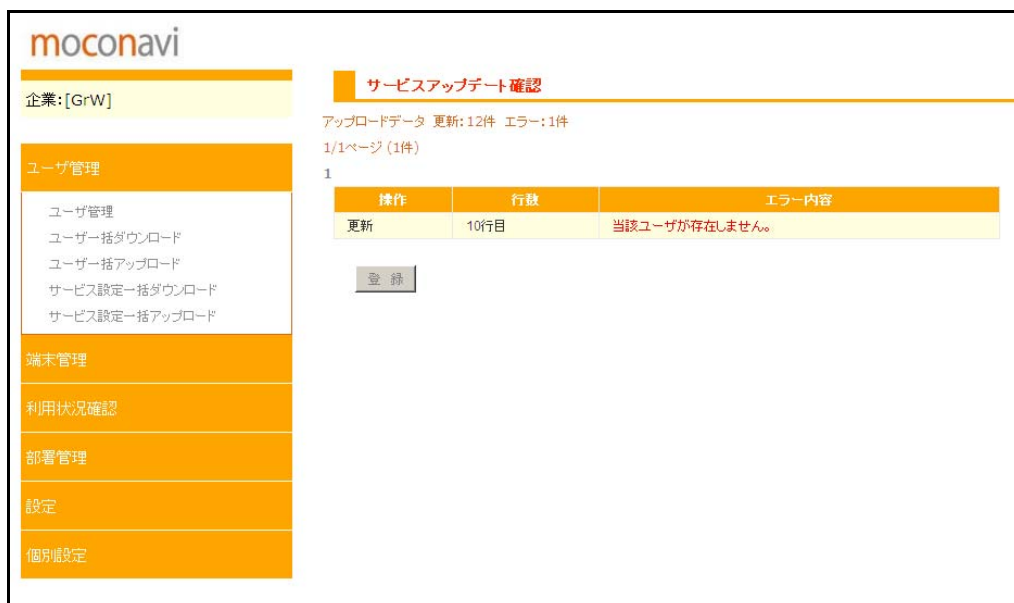 moconavi
企業:[GrW]
ユーザ管理
ユーザ管理
ユーザ一括ダウンロード
ユーザ一括アップロード
サービス設定一括ダウンロード
サービス設定一括アップロード
端末管理
利用状況確認
部署管理
設定
個別設定
サービスアップデート確認
アップロードデータ 更新:12件 エラー:1件
1/1ページ (1件)
1
操作 行数 エラー内容
更新 10行目 当該ユーザが存在しません。
登 録